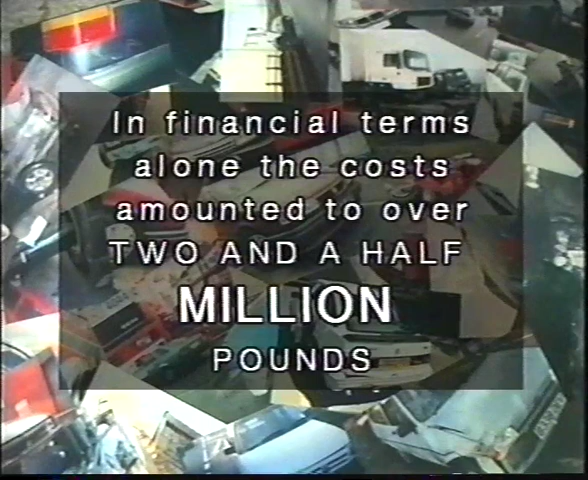 In financial terms
alone the costs
amounted to over
TWO AND A HALF
MILLION
POUNDS